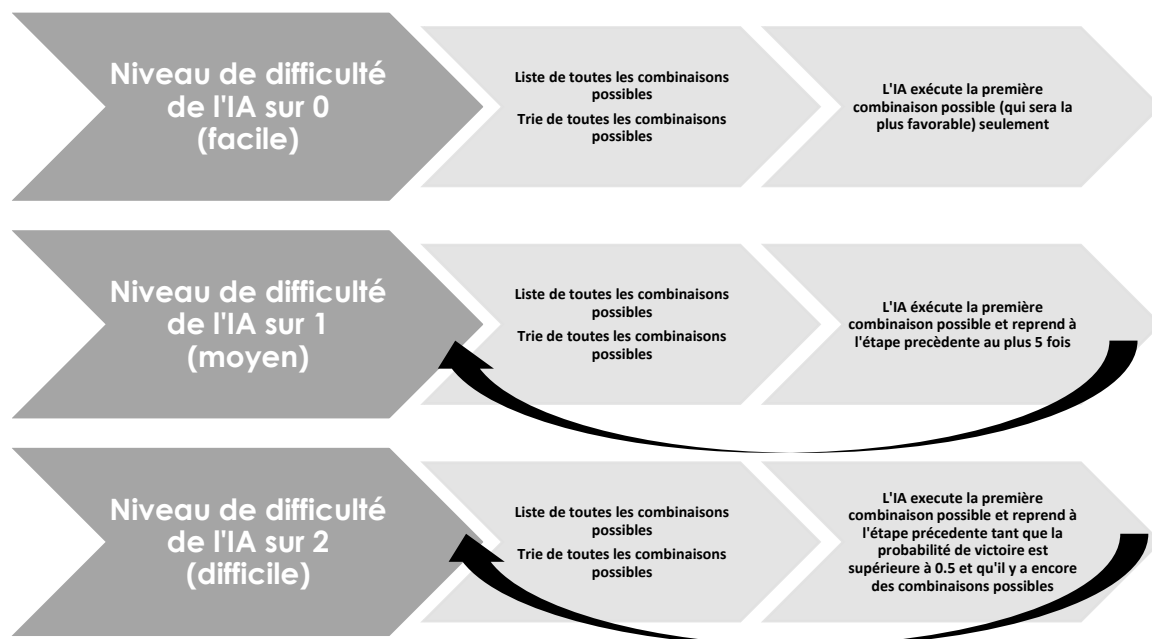 Niveau de difficulté
de l'IA sur 0
(facile)
Liste de toutes les combinaisons
possibles
Trie de toutes les combinaisons
possibles
L'IA exécute la première
combinaison possible (qui sera la
plus favorable) seulement
Niveau de difficulté
de l'IA sur 1
(moyen)
Liste de toutes les combinaisons
possibles
Trie de toutes les combinaisons
possibles
L'IA éxécute la première
combinaison possible et reprend à
l'étape precèdente au plus 5 fois
Niveau de difficulté
de l'IA sur 2
(difficile)
Liste de toutes les combinaisons
possibles
Trie de toutes les combinaisons
possibles
L'IA execute la première
combinaison possible et reprend à
l'étape précedente tant que la
probabilité de victoire est
supérieure à 0.5 et qu'il y a encore
des combinaisons possibles